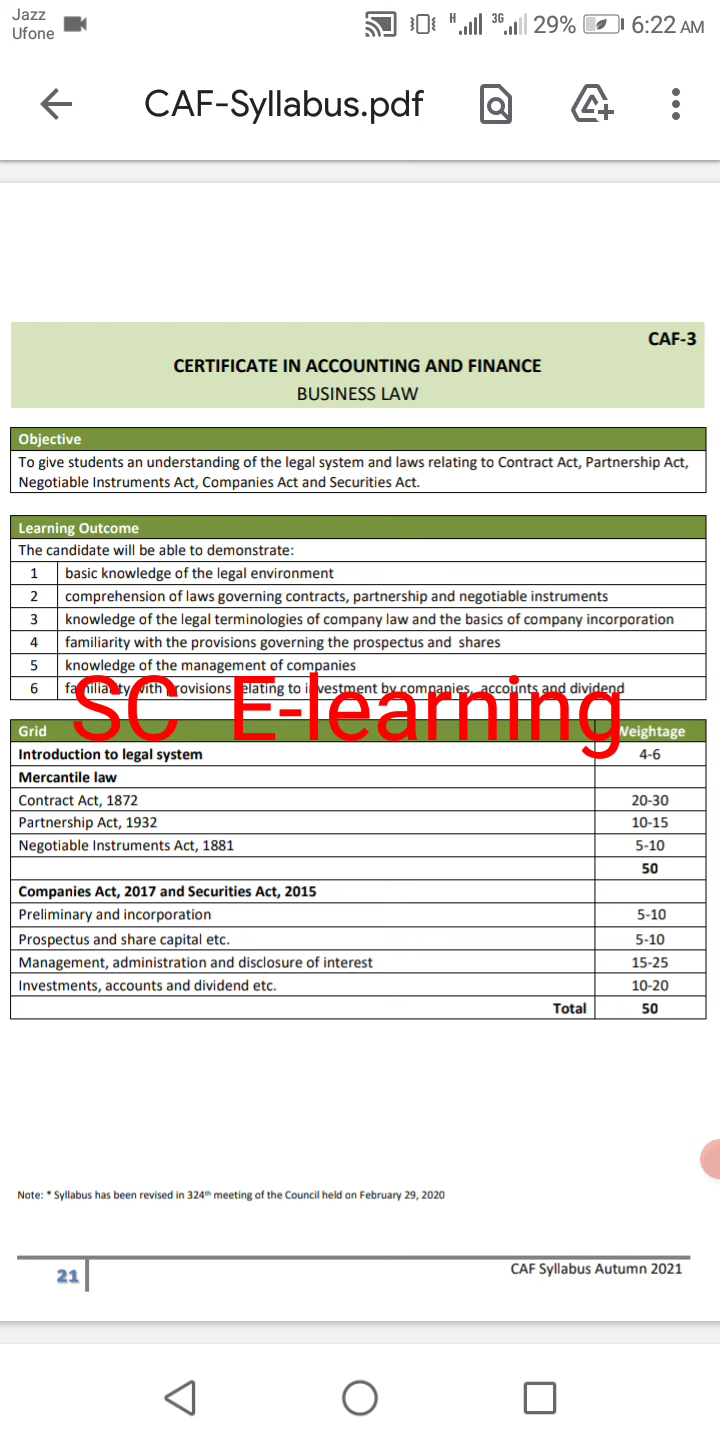 Jazz
Ufone
H 3G 29% 6:22 AM
CAF-Syllabus.pdf
CAF-3
CERTIFICATE IN ACCOUNTING AND FINANCE
BUSINESS LAW
Objective
To give students an understanding of the legal system and laws relating to Contract Act, Partnership Act,
Negotiable Instruments Act, Companies Act and Securities Act.
Learning Outcome
The candidate will be able to demonstrate:
1 basic knowledge of the legal environment
2 comprehension of laws governing contracts, partnership and negotiable instruments
3 knowledge of the legal terminologies of company law and the basics of company incorporation
4 familiarity with the provisions governing the prospectus and shares
5 knowledge of the management of companies
6 familiarity with provisions relating to investment by companies, accounts and dividend
SC E-learning
Grid Weightage
Introduction to legal system 4-6
Mercantile law
Contract Act, 1872 20-30
Partnership Act, 1932 10-15
Negotiable Instruments Act, 1881 5-10
50
Companies Act, 2017 and Securities Act, 2015
Preliminary and incorporation 5-10
Prospectus and share capital etc. 5-10
Management, administration and disclosure of interest 15-25
Investments, accounts and dividend etc. 10-20
Total 50
Note: * Syllabus has been revised in 324th meeting of the Council held on February 29, 2020
21 CAF Syllabus Autumn 2021